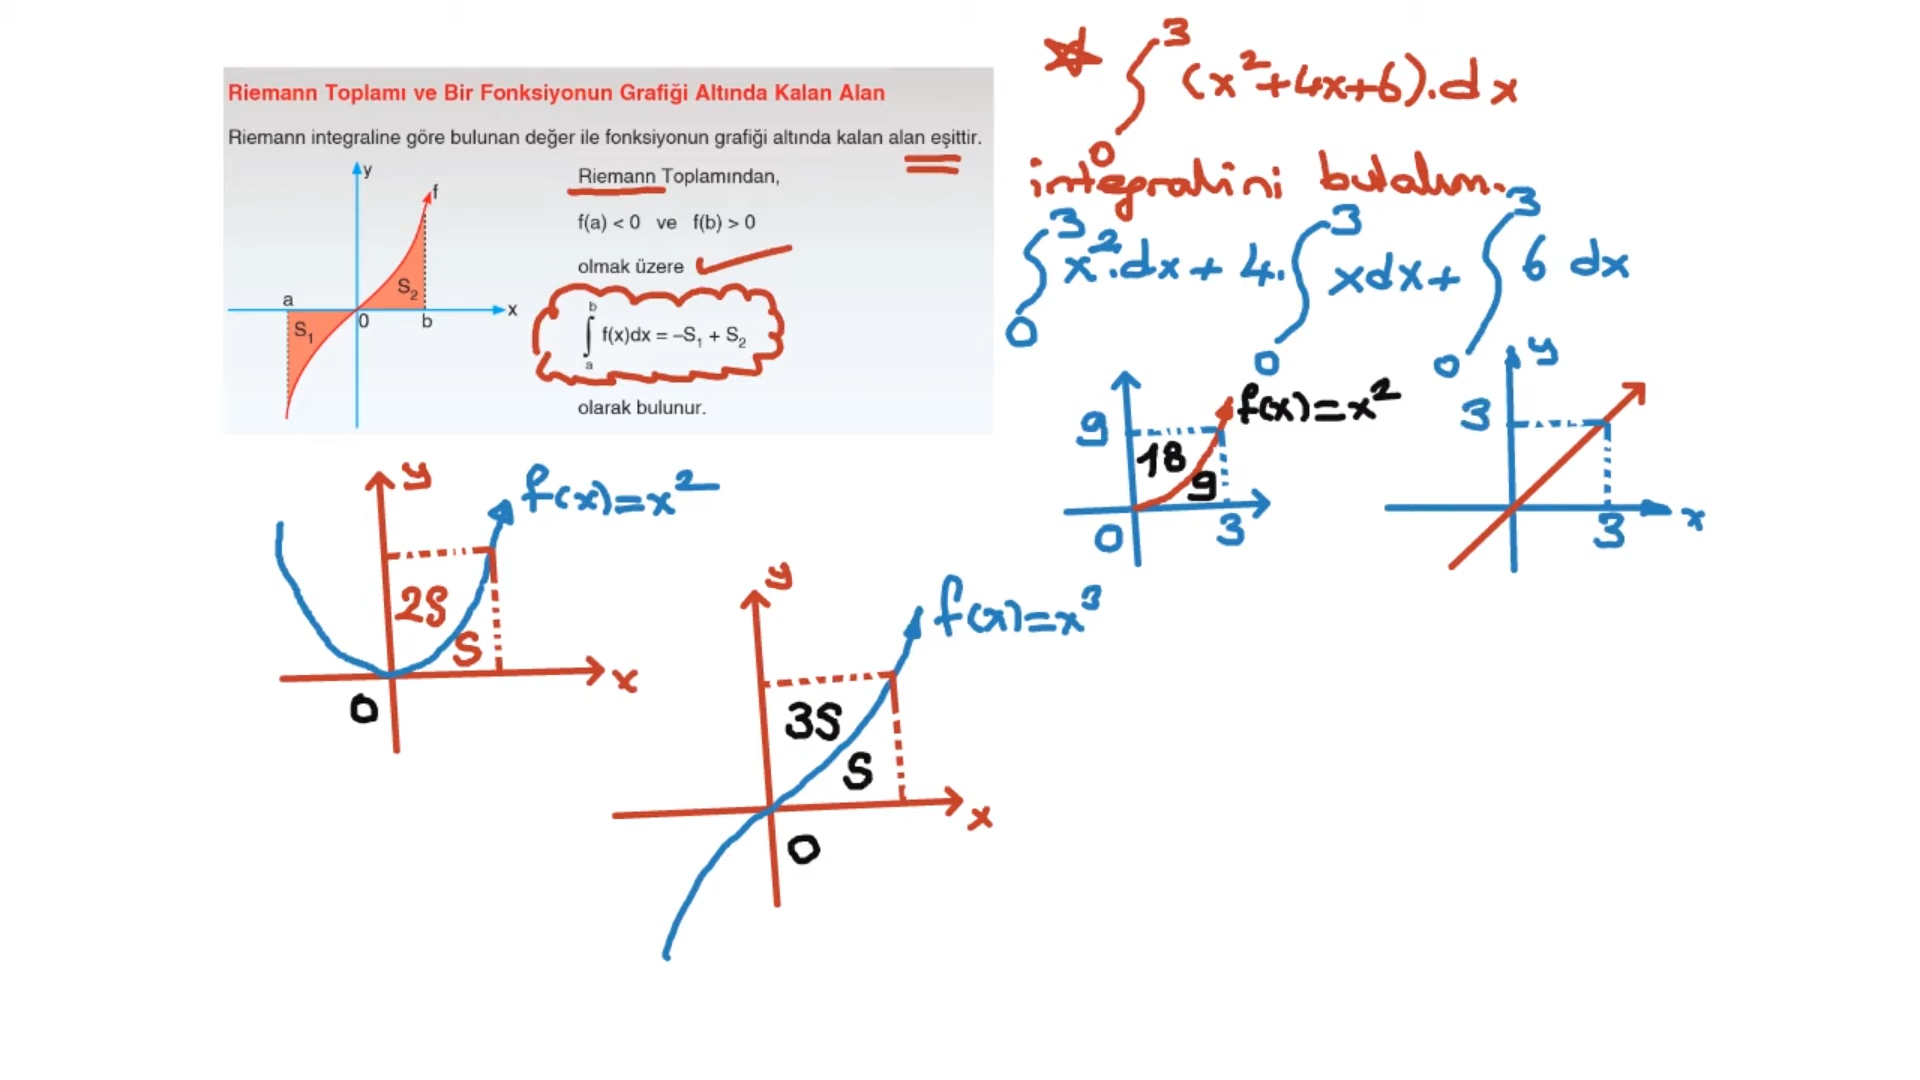 Riemann Toplamı ve Bir Fonksiyonun Grafiği Altında Kalan Alan
Riemann integraline göre bulunan değer ile fonksiyonun grafiği altında kalan alan eşittir.
y
f
a
S₁
0
S₂
b
x
Riemann Toplamından,
f(a) < 0 ve f(b) > 0
olmak üzere
∫ₐᵇ f(x)dx = –S₁ + S₂
olarak bulunur.
∫₀³ (x²+4x+6).dx
integralini bulalım.
∫₀³ x².dx + 4.∫₀³ xdx + ∫₀³ 6 dx
9
18
9
f(x)=x²
0
3
y
3
3
x
y
f(x)=x²
2S
S
x
0
y
f(x)=x³
3S
S
x
0